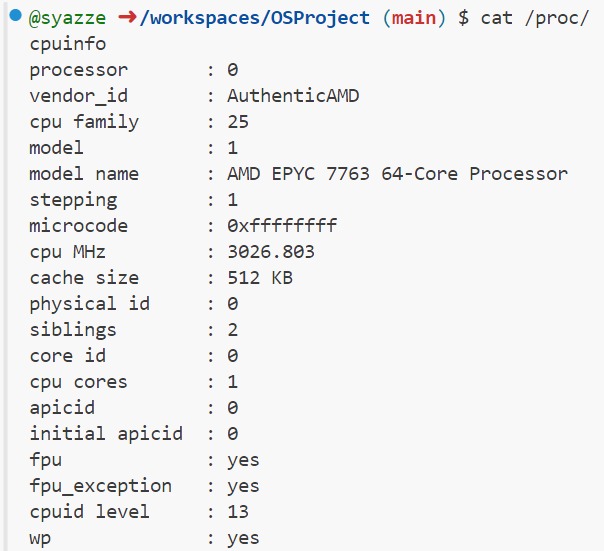 @syazze ➜/workspaces/OSProject (main) $ cat /proc/
cpuinfo
processor : 0
vendor_id : AuthenticAMD
cpu family : 25
model : 1
model name : AMD EPYC 7763 64-Core Processor
stepping : 1
microcode : 0xffffffff
cpu MHz : 3026.803
cache size : 512 KB
physical id : 0
siblings : 2
core id : 0
cpu cores : 1
apicid : 0
initial apicid : 0
fpu : yes
fpu_exception : yes
cpuid level : 13
wp : yes